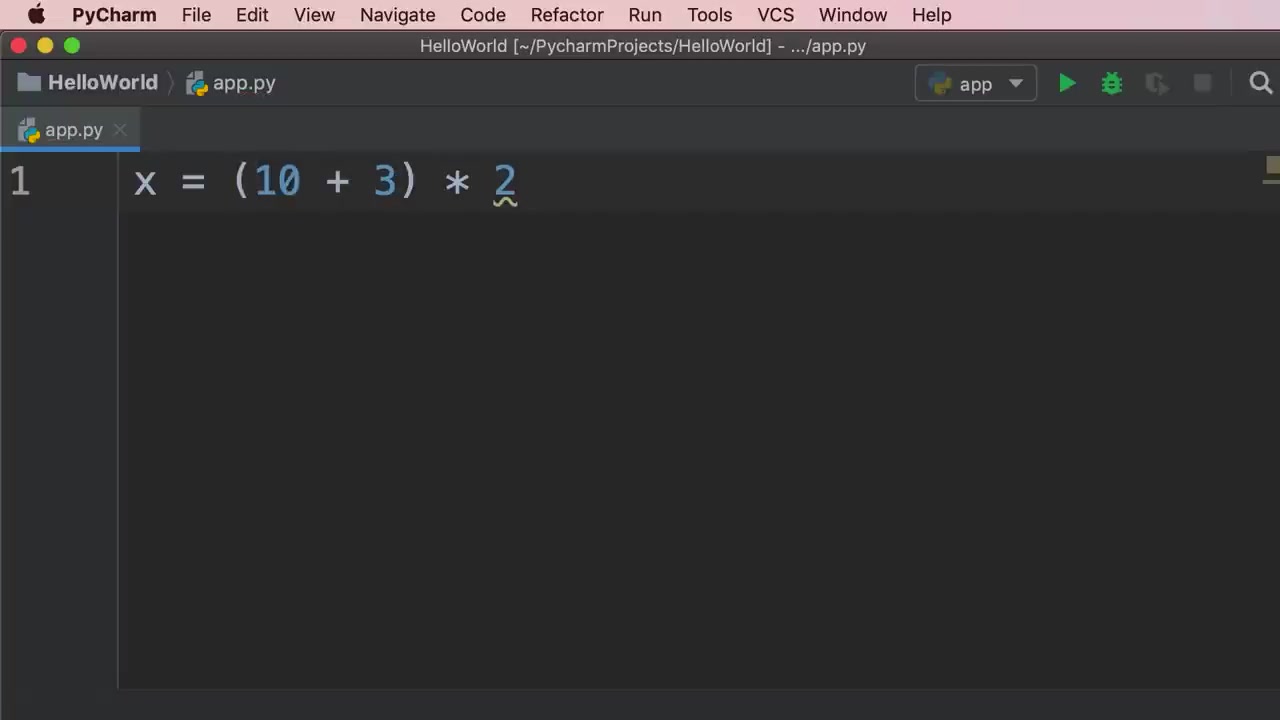 PyCharm File Edit View Navigate Code Refactor Run Tools VCS Window Help
HelloWorld [~/PycharmProjects/HelloWorld] - .../app.py
HelloWorld app.py app
app.py
1 x = (10 + 3) * 2